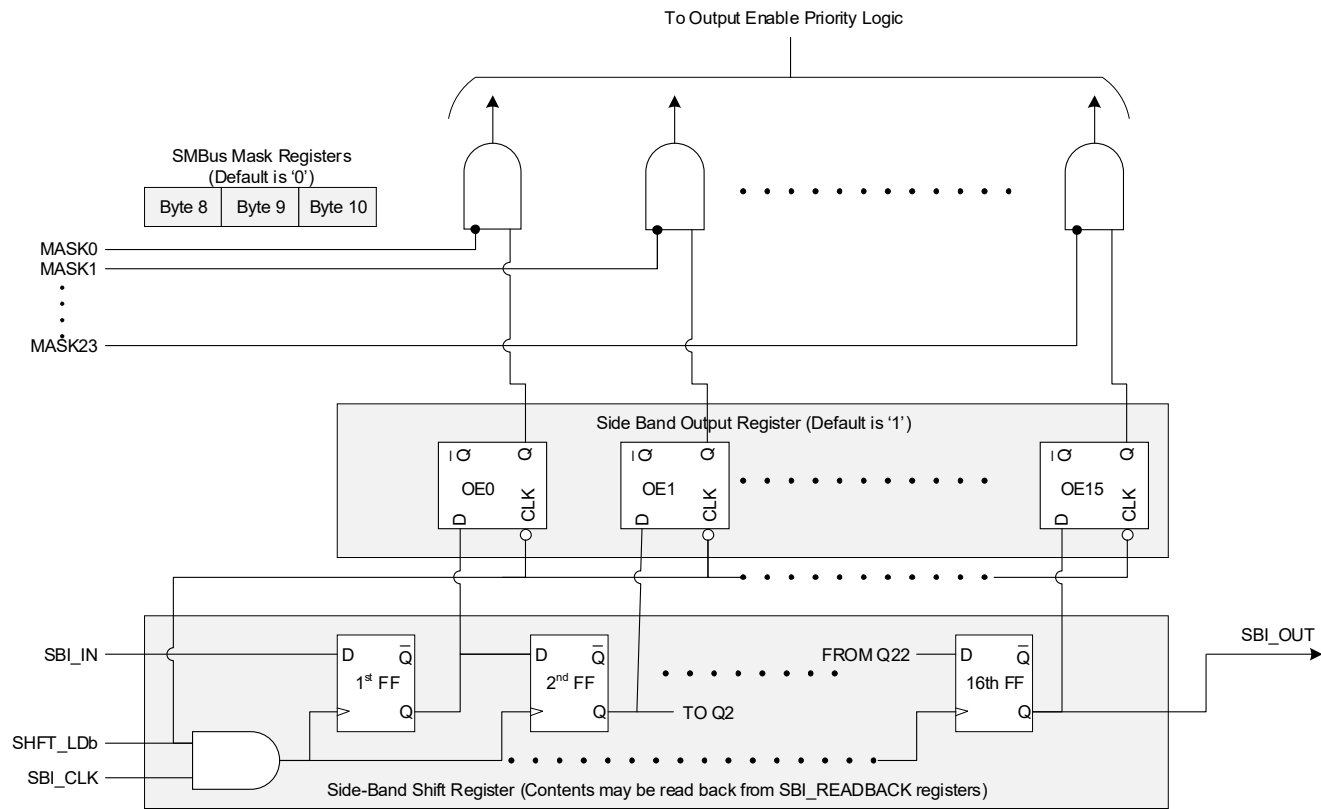 To Output Enable Priority Logic
SMBus Mask Registers
(Default is ‘0’)
Byte 8 Byte 9 Byte 10
MASK0
MASK1
MASK23
Side Band Output Register (Default is ‘1’)
Q̅ Q Q̅ Q Q̅ Q
OE0 OE1 OE15
D CLK D CLK D CLK
SBI_OUT
SBI_IN D Q̅ D Q̅ FROM Q22 D Q̅
1st FF 2nd FF 16th FF
Q Q TO Q2 Q
SHFT_LDb
SBI_CLK
Side-Band Shift Register (Contents may be read back from SBI_READBACK registers)